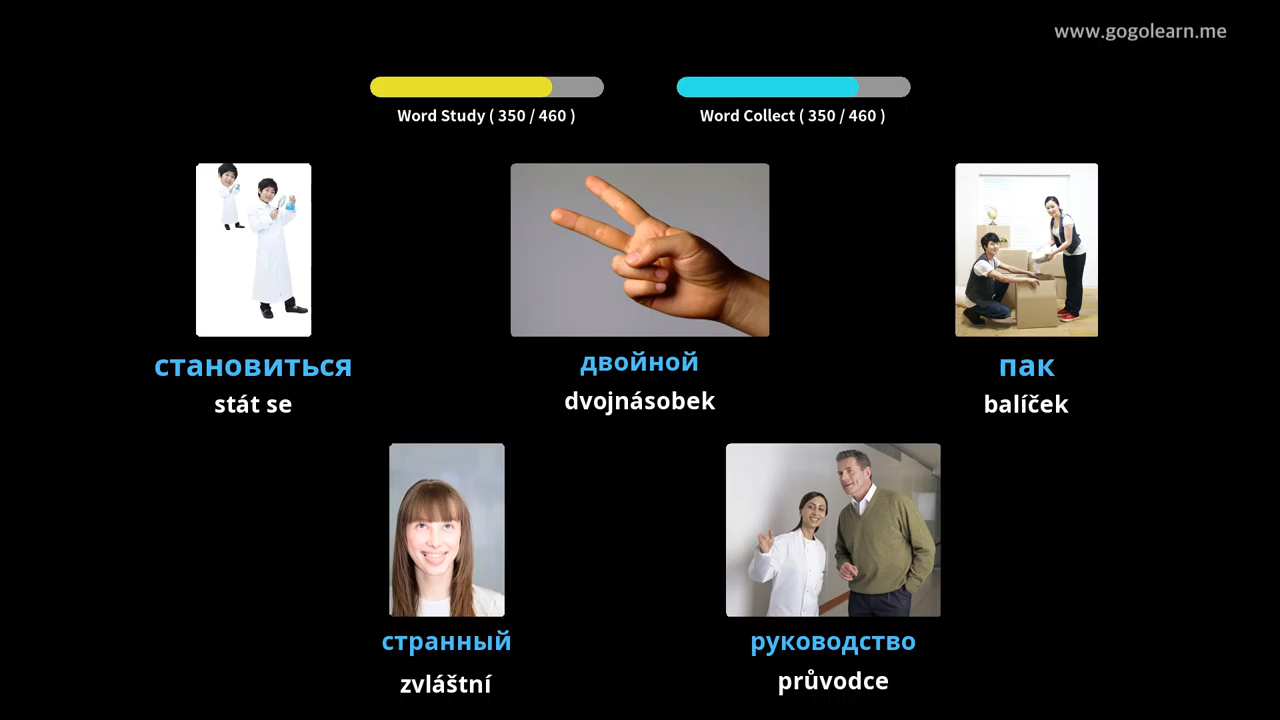 www.gogolearn.me
Word Study ( 350 / 460 )
Word Collect ( 350 / 460 )
становиться
двойной
пак
stát se
dvojnásobek
balíček
странный
руководство
zvláštní
průvodce